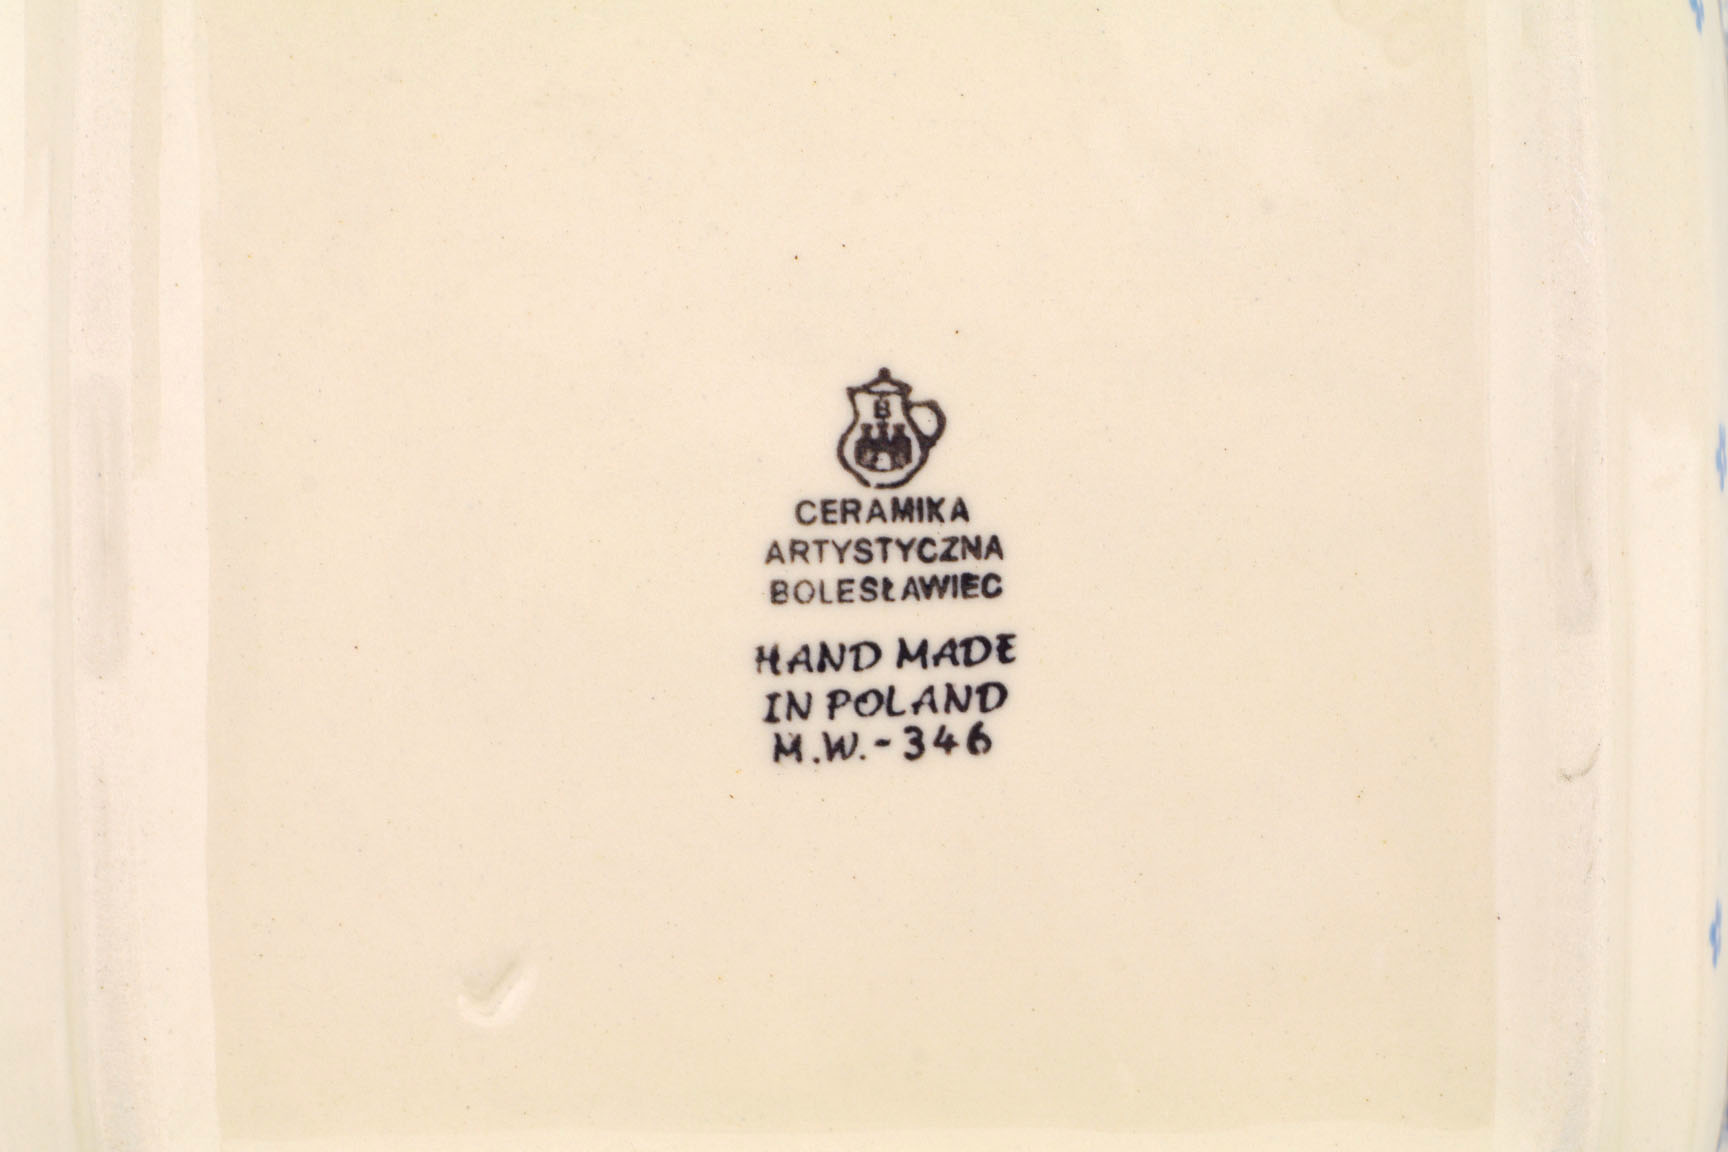 B
CERAMIKA
ARTYSTYCZNA
BOLESŁAWIEC
HAND MADE
IN POLAND
M.W.-346